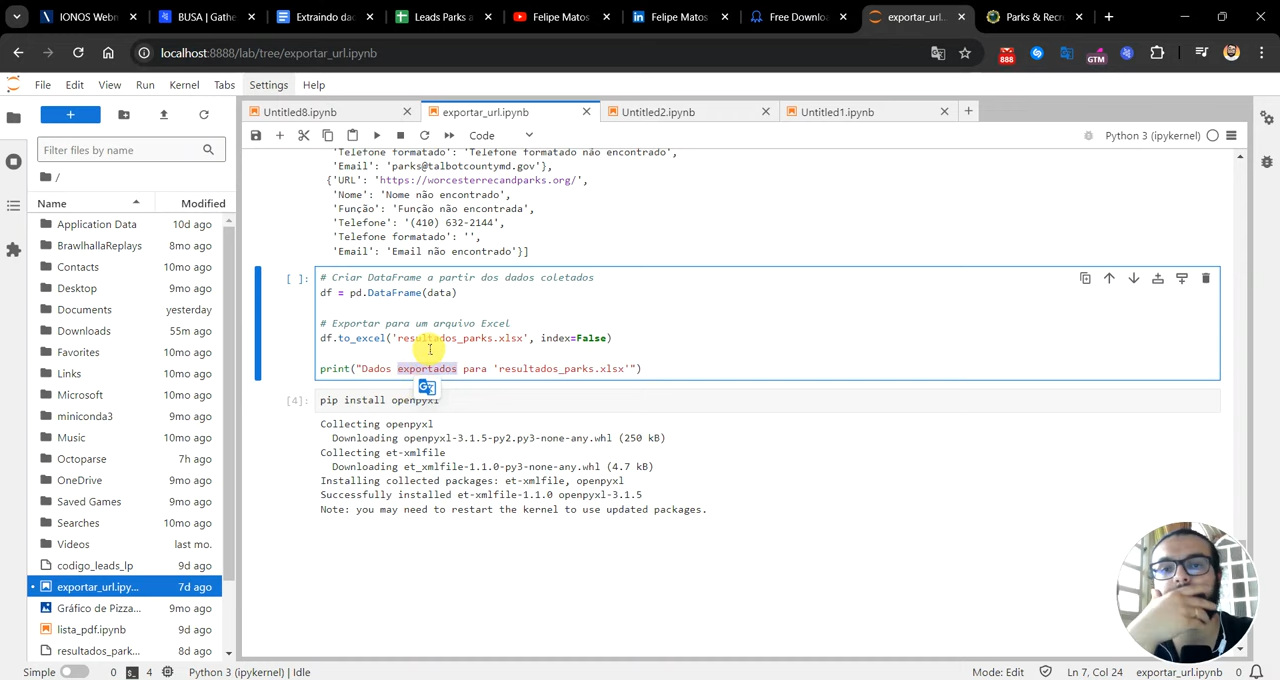 IONOS Webm
BUSA | Gathe
Extraindo da
Leads Parks a
Felipe Matos
Felipe Matos
Free Downlo
exportar_url.
Parks & Recr
localhost:8888/lab/tree/exportar_url.ipynb
888
GTM
File Edit View Run Kernel Tabs Settings Help
Untitled8.ipynb
exportar_url.ipynb
Untitled2.ipynb
Untitled1.ipynb
Code
Python 3 (ipykernel)
Filter files by name
/
Name Modified
Application Data 10d ago
BrawlhallaReplays 8mo ago
Contacts 10mo ago
Desktop 9mo ago
Documents yesterday
Downloads 55m ago
Favorites 10mo ago
Links 10mo ago
Microsoft 10mo ago
miniconda3 9mo ago
Music 10mo ago
Octoparse 7h ago
OneDrive 9mo ago
Saved Games 9mo ago
Searches 10mo ago
Videos last mo.
codigo_leads_lp 9d ago
exportar_url.ipy... 7d ago
Gráfico de Pizza... 9mo ago
lista_pdf.ipynb 9d ago
resultados_park... 8d ago
'Telefone formatado': 'Telefone formatado não encontrado',
'Email': 'parks@talbotcountymd.gov'},
{'URL': 'https://worcesterrecandparks.org/',
'Nome': 'Nome não encontrado',
'Função': 'Função não encontrada',
'Telefone': '(410) 632-2144',
'Telefone formatado': '',
'Email': 'Email não encontrado'}]
[ ]:
# Criar DataFrame a partir dos dados coletados
df = pd.DataFrame(data)
# Exportar para um arquivo Excel
df.to_excel('resultados_parks.xlsx', index=False)
print("Dados exportados para 'resultados_parks.xlsx'")
[4]:
pip install openpyxl
Collecting openpyxl
Downloading openpyxl-3.1.5-py2.py3-none-any.whl (250 kB)
Collecting et-xmlfile
Downloading et_xmlfile-1.1.0-py3-none-any.whl (4.7 kB)
Installing collected packages: et-xmlfile, openpyxl
Successfully installed et-xmlfile-1.1.0 openpyxl-3.1.5
Note: you may need to restart the kernel to use updated packages.
Simple 0 4 Python 3 (ipykernel) | Idle
Mode: Edit Ln 7, Col 24 exportar_url.ipynb 0